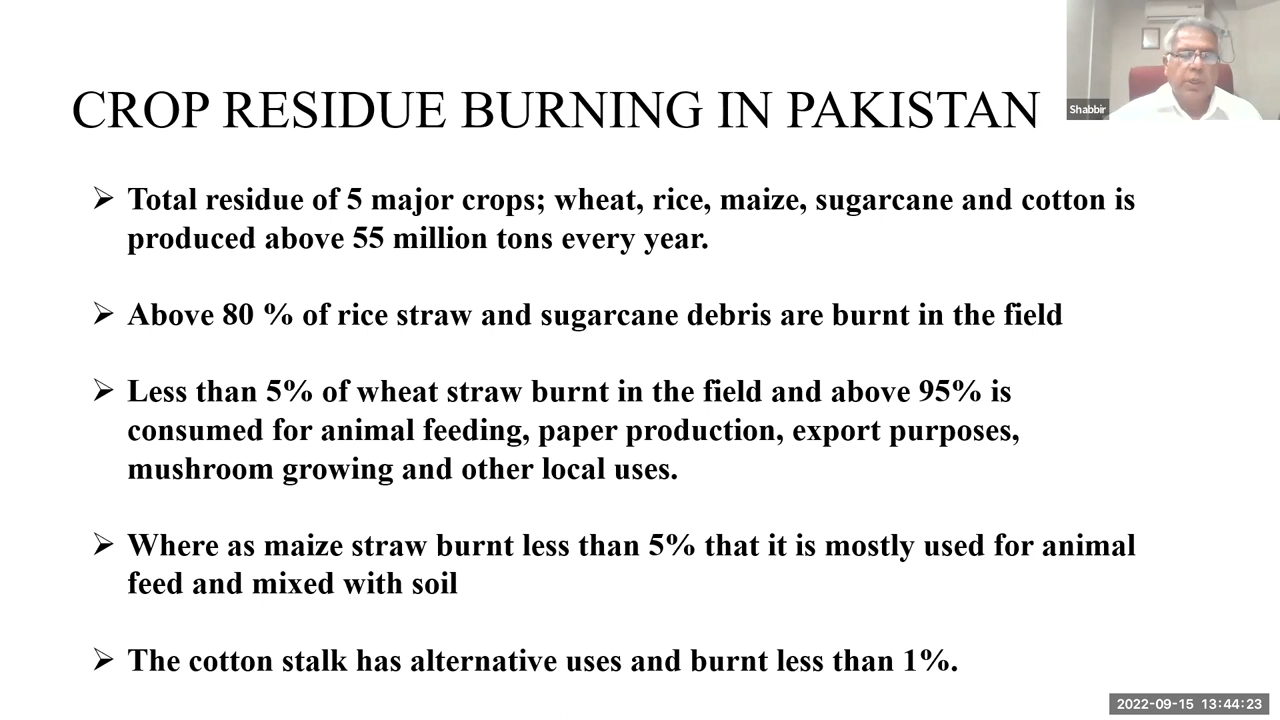 Shabbir
CROP RESIDUE BURNING IN PAKISTAN
➢ Total residue of 5 major crops; wheat, rice, maize, sugarcane and cotton is
produced above 55 million tons every year.
➢ Above 80 % of rice straw and sugarcane debris are burnt in the field
➢ Less than 5% of wheat straw burnt in the field and above 95% is
consumed for animal feeding, paper production, export purposes,
mushroom growing and other local uses.
➢ Where as maize straw burnt less than 5% that it is mostly used for animal
feed and mixed with soil
➢ The cotton stalk has alternative uses and burnt less than 1%.
2022-09-15 13:44:23